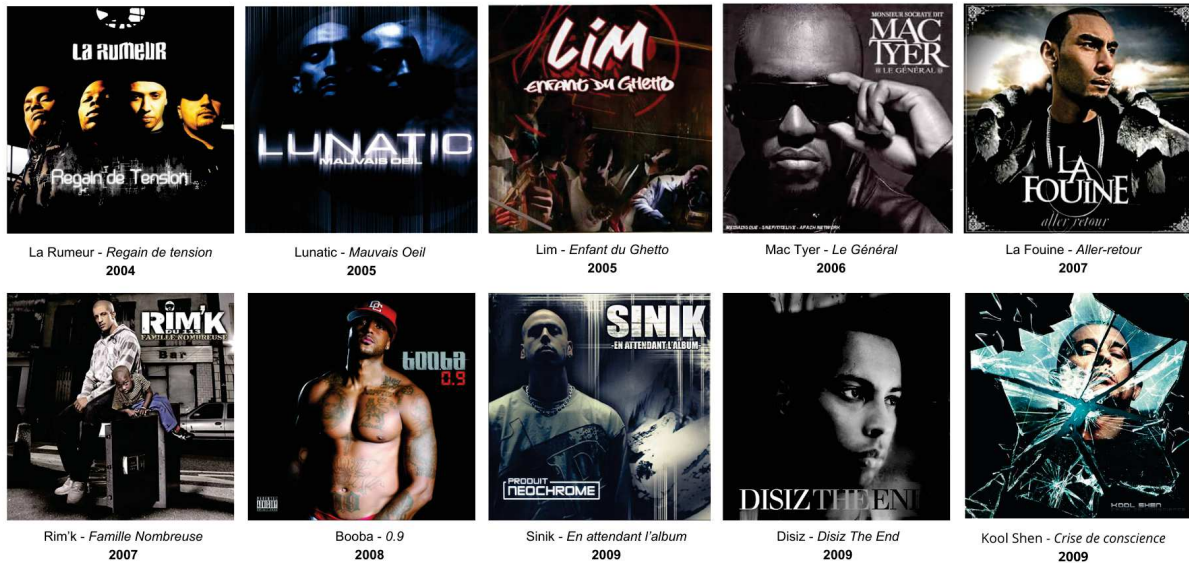 LA RUMEUR
Regain de Tension
LUNATIC
MAUVAIS OEIL
LiM
ENFANT DU GHETTO
MONSIEUR SOCRATE DIT
MAC
TYER
LE GÉNÉRAL
MEDIADISQUE - SINEPITITELIVE - APACH NETWORK
LA
FOUINE
aller retour
La Rumeur - Regain de tension
2004
Lunatic - Mauvais Oeil
2005
Lim - Enfant du Ghetto
2005
Mac Tyer - Le Général
2006
La Fouine - Aller-retour
2007
RIM'K
DU 113
FAMILLE NOMBREUSE
Bar
booba
0.9
SINIK
-EN ATTENDANT L'ALBUM-
PRODUIT
NEOCHROME
DISIZ THE END
KOOL SHEN
Rim'k - Famille Nombreuse
2007
Booba - 0.9
2008
Sinik - En attendant l'album
2009
Disiz - Disiz The End
2009
Kool Shen - Crise de conscience
2009